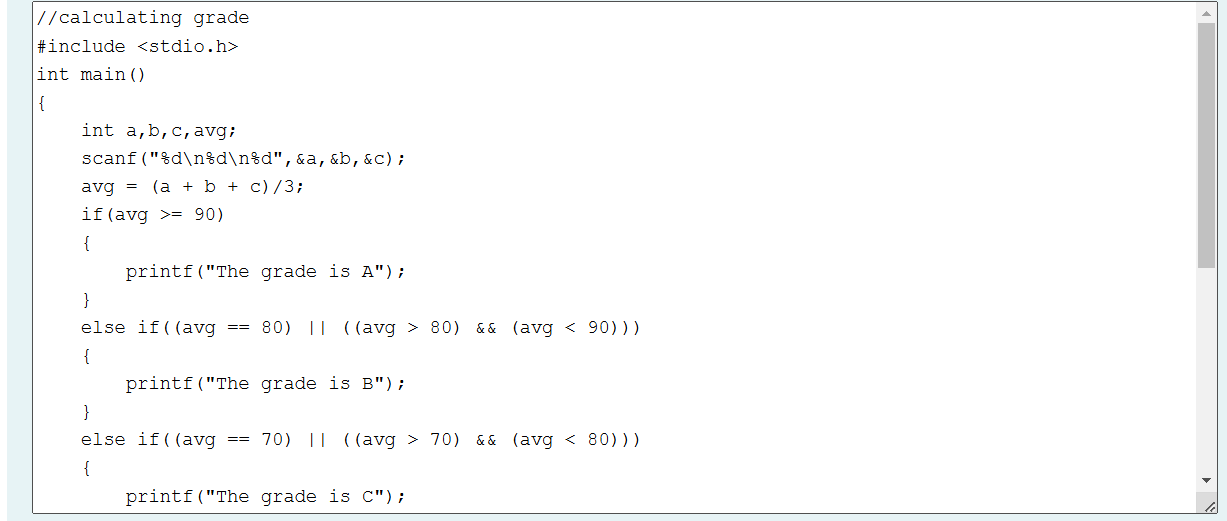 //calculating grade
#include <stdio.h>
int main()
{
    int a,b,c,avg;
    scanf("%d\n%d\n%d",&a,&b,&c);
    avg = (a + b + c)/3;
    if(avg >= 90)
    {
        printf("The grade is A");
    }
    else if((avg == 80) || ((avg > 80) && (avg < 90)))
    {
        printf("The grade is B");
    }
    else if((avg == 70) || ((avg > 70) && (avg < 80)))
    {
        printf("The grade is C");